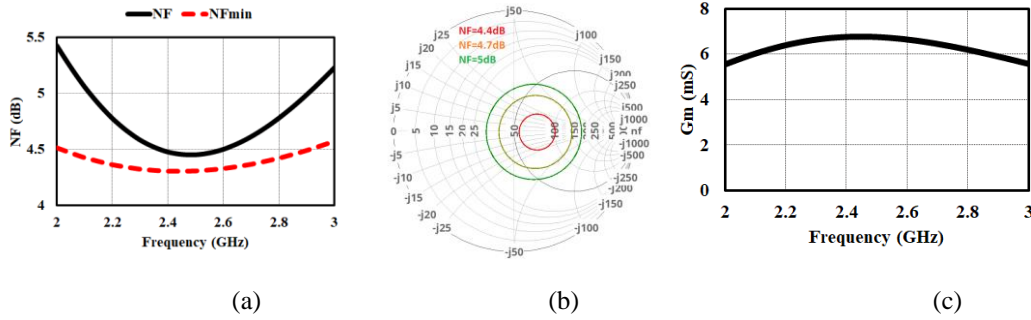 NF NFmin
5.5
5
4.5
4
NF (dB)
2 2.2 2.4 2.6 2.8 3
Frequency (GHz)
(a)
NF=4.4dB
NF=4.7dB
NF=5dB
j50
j25 j100
j20
j15 j150
j10 j200
j250
j5 j500
j1000
0 5 10 15 20 25 50 100 150 250 500 inf
-j1000
-j5 -j500
-j250
-j10 -j200
-j15 -j150
-j20
-j25 -j100
-j50
(b)
8
6
4
2
0
Gm (mS)
2 2.2 2.4 2.6 2.8 3
Frequency (GHz)
(c)